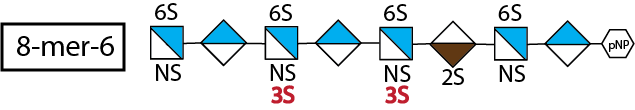 8-mer-6
6S 6S 6S 6S
pNP
NS NS NS 2S NS
3S 3S